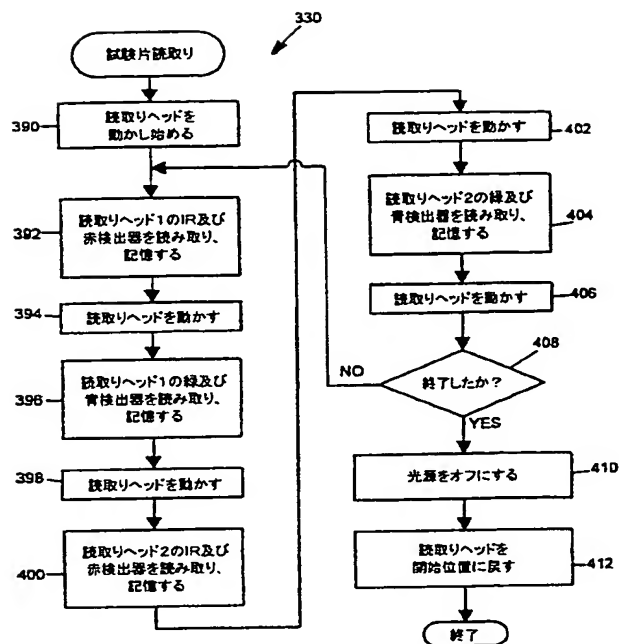 330
試験片読取り
390
読取りヘッドを
動かし始める
392
読取りヘッド1のIR及び
赤検出器を読み取り、
記憶する
394
読取りヘッドを動かす
396
読取りヘッド1の緑及び
青検出器を読み取り、
記憶する
398
読取りヘッドを動かす
400
読取りヘッド2のIR及び
赤検出器を読み取り、
記憶する
読取りヘッドを動かす
402
読取りヘッド2の緑及び
青検出器を読み取り、
記憶する
404
読取りヘッドを動かす
406
408
終了したか?
NO
YES
光源をオフにする
410
読取りヘッドを
開始位置に戻す
412
終了